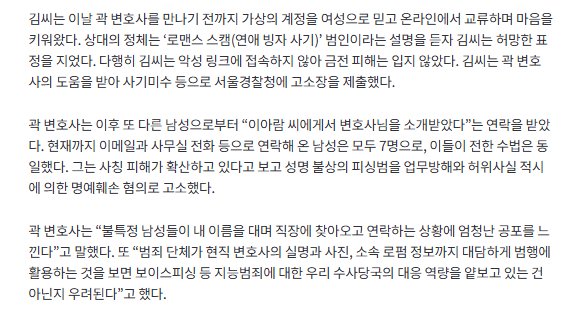 김씨는 이날 곽 변호사를 만나기 전까지 가상의 계정을 여성으로 믿고 온라인에서 교류하며 마음을
키워왔다. 상대의 정체는 ‘로맨스 스캠(연애 빙자 사기)’ 범인이라는 설명을 듣자 김씨는 허망한 표
정을 지었다. 다행히 김씨는 악성 링크에 접속하지 않아 금전 피해는 입지 않았다. 김씨는 곽 변호
사의 도움을 받아 사기미수 등으로 서울경찰청에 고소장을 제출했다.
곽 변호사는 이후 또 다른 남성으로부터 “이아람 씨에게서 변호사님을 소개받았다”는 연락을 받았
다. 현재까지 이메일과 사무실 전화 등으로 연락해 온 남성은 모두 7명으로, 이들이 전한 수법은 동
일했다. 그는 사칭 피해가 확산하고 있다고 보고 성명 불상의 피싱범을 업무방해와 허위사실 적시
에 의한 명예훼손 혐의로 고소했다.
곽 변호사는 “불특정 남성들이 내 이름을 대며 직장에 찾아오고 연락하는 상황에 엄청난 공포를 느
낀다”고 말했다. 또 “범죄 단체가 현직 변호사의 실명과 사진, 소속 로펌 정보까지 대담하게 범행에
활용하는 것을 보면 보이스피싱 등 지능범죄에 대한 우리 수사당국의 대응 역량을 얕보고 있는 건
아닌지 우려된다”고 했다.